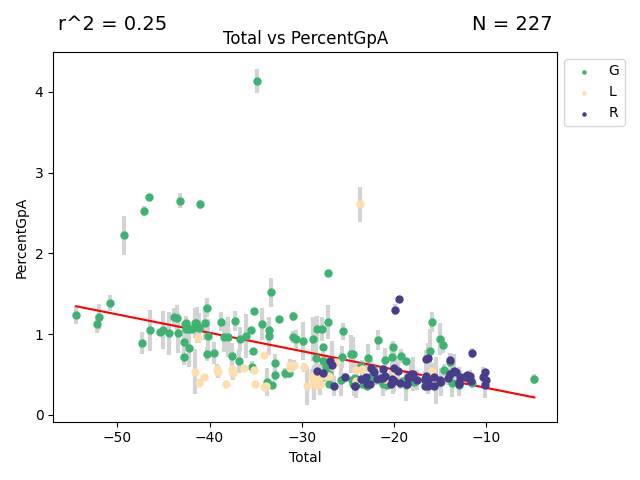 r^2 = 0.25 N = 227
Total vs PercentGpA
G
L
R
PercentGpA
4
3
2
1
0
−50 −40 −30 −20 −10
Total